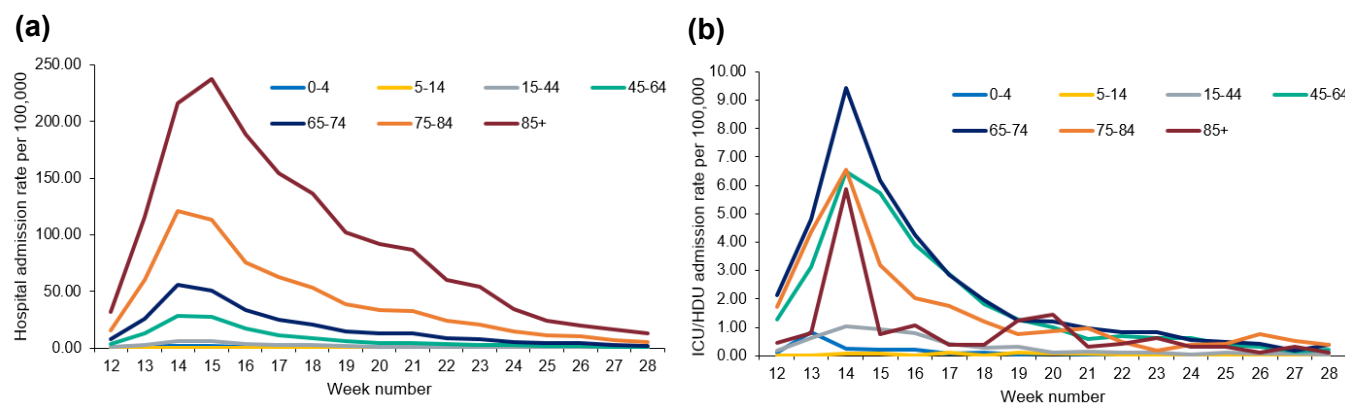 (a)
Hospital admission rate per 100,000
250.00
200.00
150.00
100.00
50.00
0.00
0-4 5-14 15-44 45-64
65-74 75-84 85+
12 13 14 15 16 17 18 19 20 21 22 23 24 25 26 27 28
Week number
(b)
ICU/HDU admission rate per 100,000
10.00
9.00
8.00
7.00
6.00
5.00
4.00
3.00
2.00
1.00
0.00
0-4 5-14 15-44 45-64
65-74 75-84 85+
12 13 14 15 16 17 18 19 20 21 22 23 24 25 26 27 28
Week number